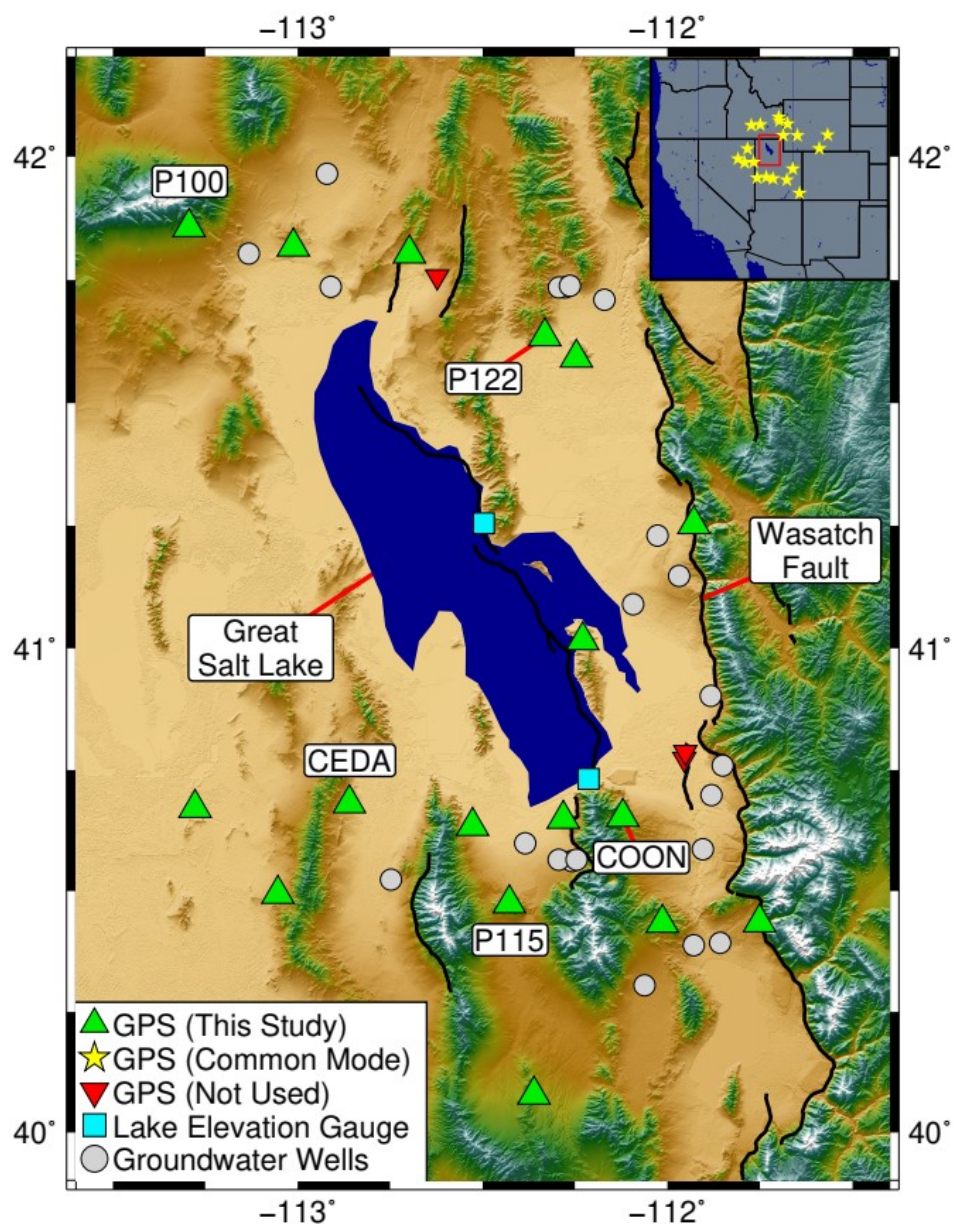 −113˚
−112˚
42˚
42˚
P100
P122
Wasatch
Fault
Great
Salt Lake
41˚
41˚
CEDA
COON
P115
GPS (This Study)
GPS (Common Mode)
GPS (Not Used)
Lake Elevation Gauge
Groundwater Wells
40˚
40˚
−113˚
−112˚